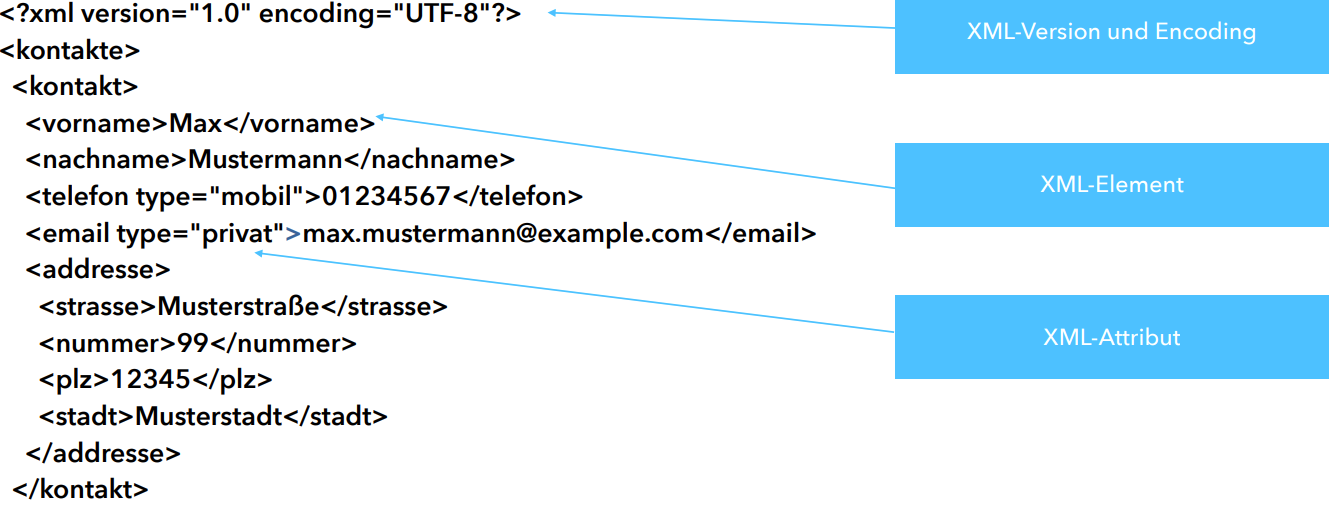 <?xml version="1.0" encoding="UTF-8"?>
<kontakte>
<kontakt>
<vorname>Max</vorname>
<nachname>Mustermann</nachname>
<telefon type="mobil">01234567</telefon>
<email type="privat">max.mustermann@example.com</email>
<addresse>
<strasse>Musterstraße</strasse>
<nummer>99</nummer>
<plz>12345</plz>
<stadt>Musterstadt</stadt>
</addresse>
</kontakt>
XML-Version und Encoding
XML-Element
XML-Attribut